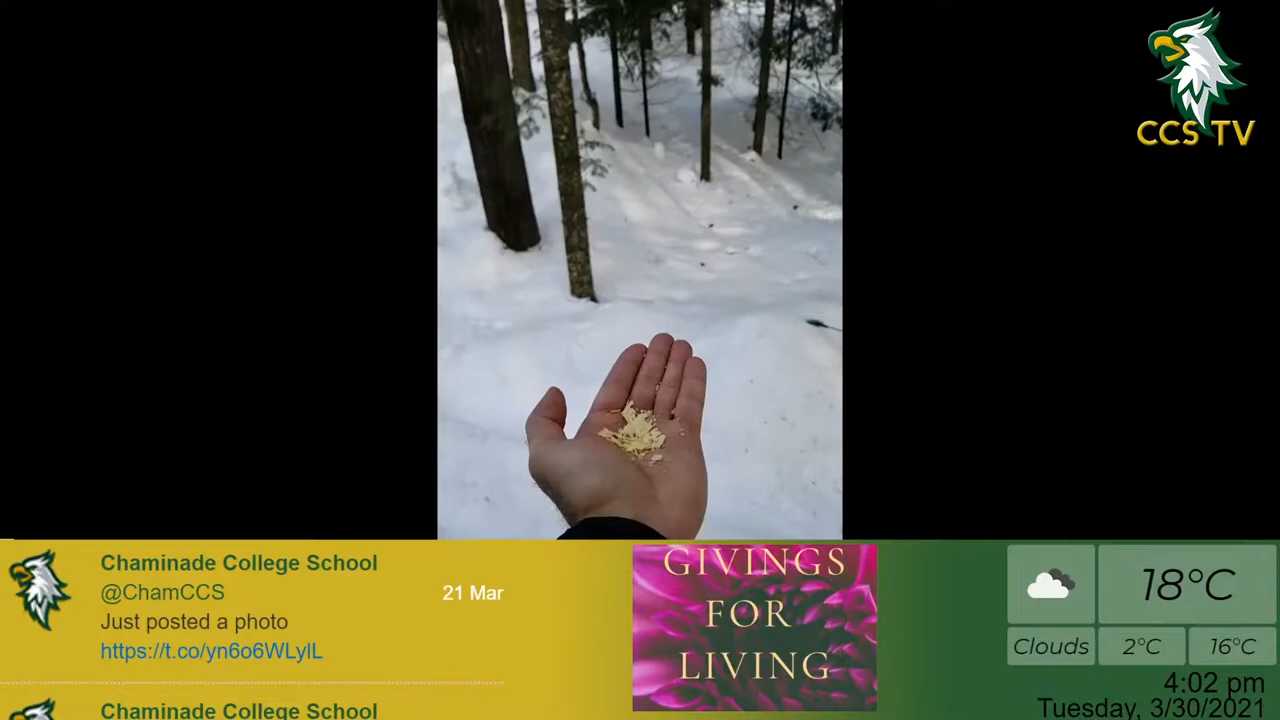 CCS TV
Chaminade College School
@ChamCCS
21 Mar
Just posted a photo
https://t.co/yn6o6WLylL
Chaminade College School
GIVINGS
FOR
LIVING
18°C
Clouds
2°C
16°C
4:02 pm
Tuesday, 3/30/2021